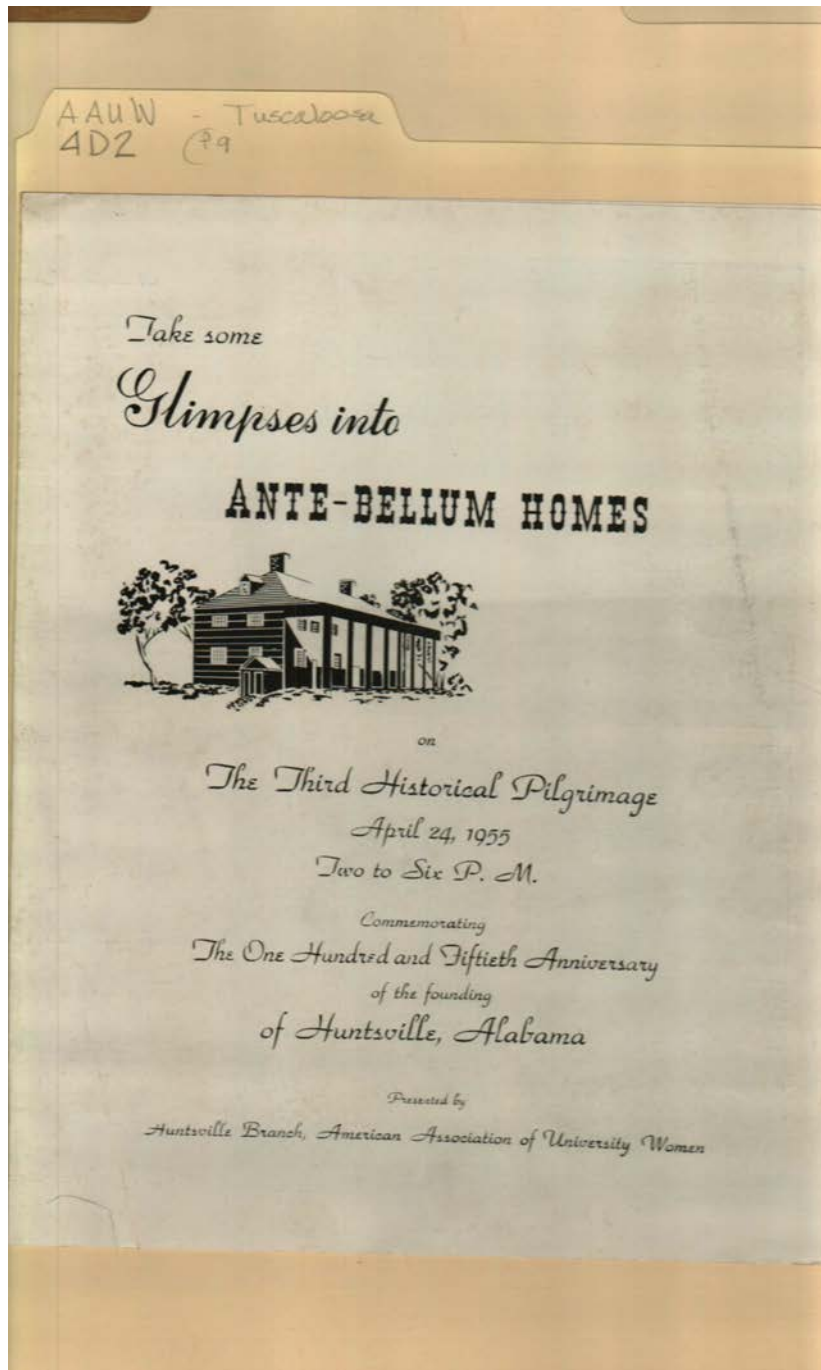 AAUW - Tuscaloosa
4D2
Take some
Glimpses into
ANTE-BELLUM HOMES
on
The Third Historical Pilgrimage
April 24, 1955
Two to Six P. M.
Commemorating
The One Hundred and Fiftieth Anniversary
of the founding
of Huntsville, Alabama
Presented by
Huntsville Branch, American Association of University Women